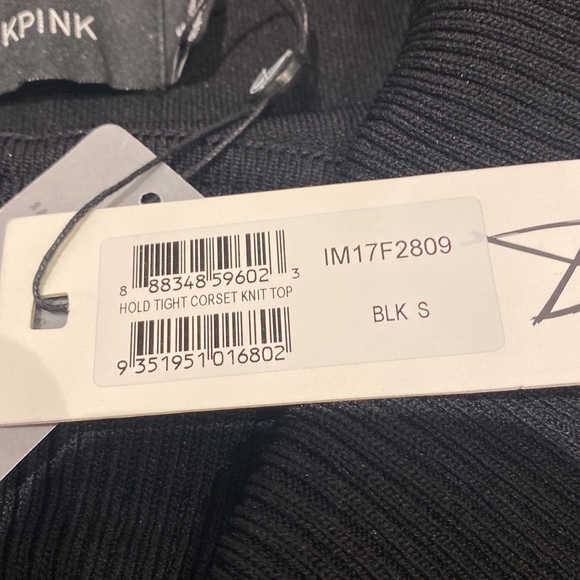 KPINK
8 88348 59602 3
HOLD TIGHT CORSET KNIT TOP
9 351951 016802
IM17F2809
BLK S